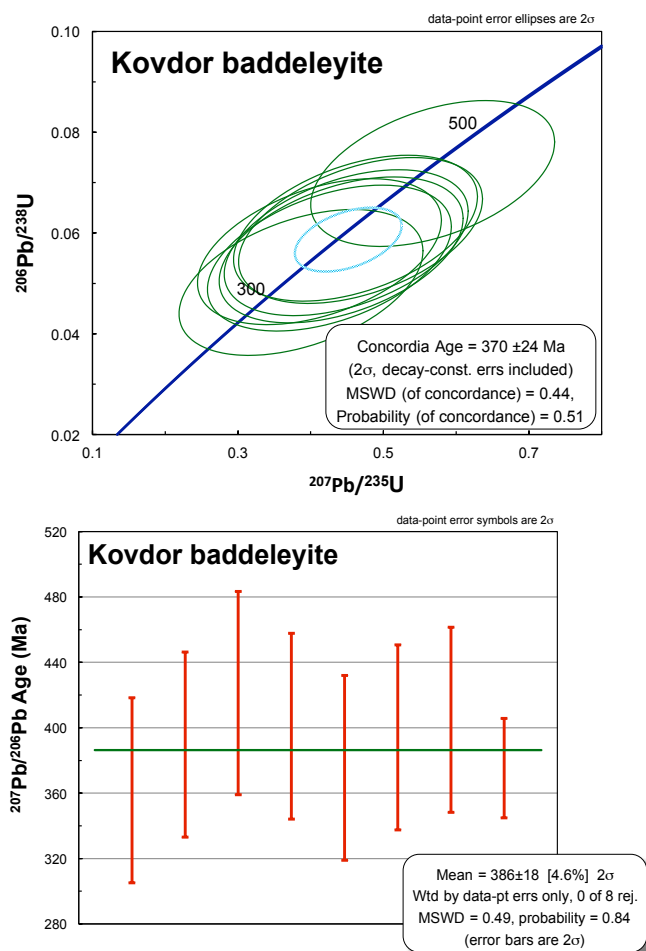 data-point error ellipses are 2σ
Kovdor baddeleyite
0.10
0.08
0.06
0.04
0.02
²⁰⁶Pb/²³⁸U
500
300
Concordia Age = 370 ±24 Ma
(2σ, decay-const. errs included)
MSWD (of concordance) = 0.44,
Probability (of concordance) = 0.51
0.1 0.3 0.5 0.7
²⁰⁷Pb/²³⁵U
data-point error symbols are 2σ
Kovdor baddeleyite
520
480
440
400
360
320
280
²⁰⁷Pb/²⁰⁶Pb Age (Ma)
Mean = 386±18 [4.6%] 2σ
Wtd by data-pt errs only, 0 of 8 rej.
MSWD = 0.49, probability = 0.84
(error bars are 2σ)